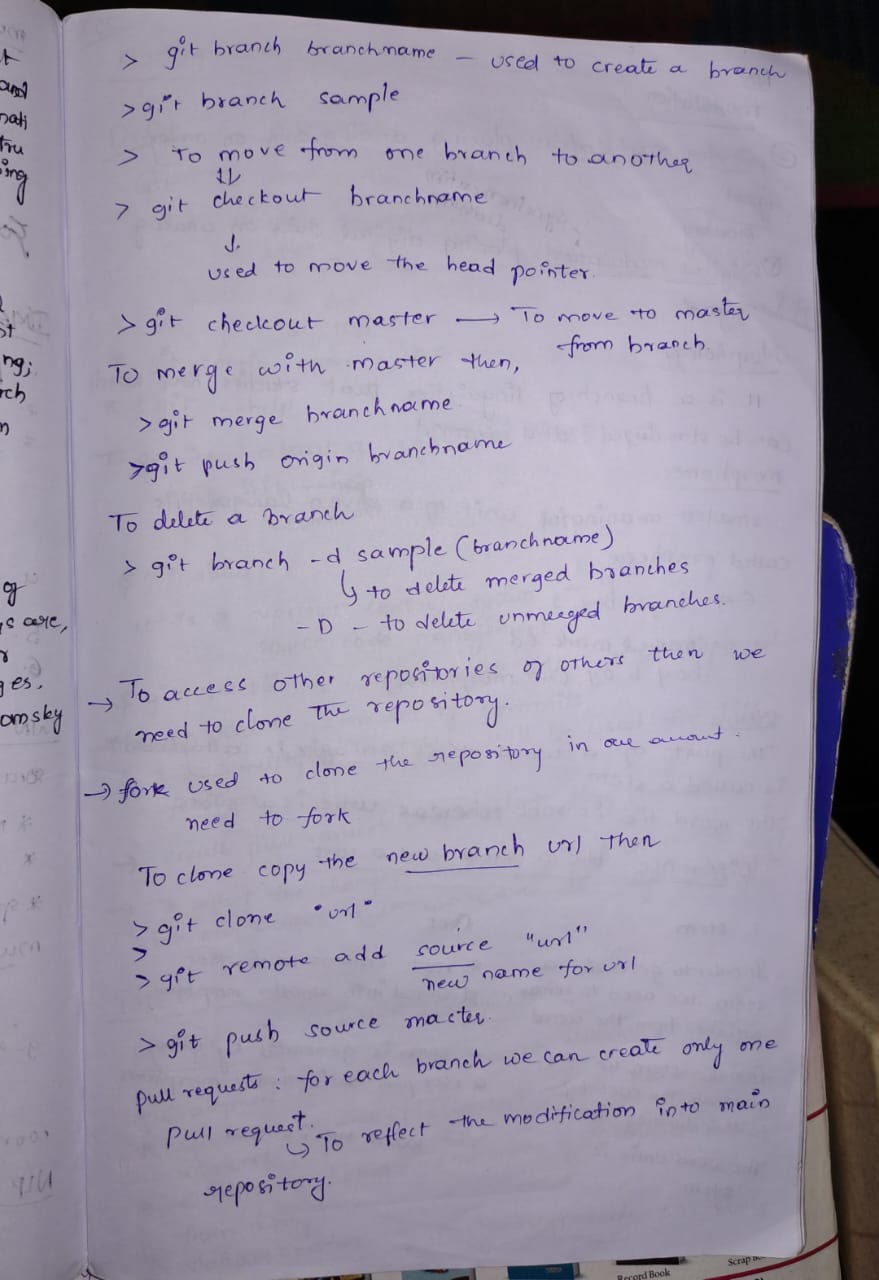 > git branch branchname - used to create a branch
> git branch sample
> To move from one branch to another
> git checkout branchname
used to move the head pointer.
> git checkout master → To move to master
from branch.
To merge with master then,
> git merge branchname
> git push origin branchname
To delete a branch
> git branch -d sample (branchname)
↳ to delete merged branches
- D - to delete unmerged branches.
→ To access other repositories of others then we
need to clone the repository.
→ fork used to clone the repository in our
need to fork
To clone copy the new branch url then
> git clone "url"
>
> git remote add source "url"
new name for url
> git push source master.
pull requests : for each branch we can create only one
pull request.
↳ To reflect the modification into main
repository.
and
ing
of
s are,
ges.
omsky
Record Book
Scrap